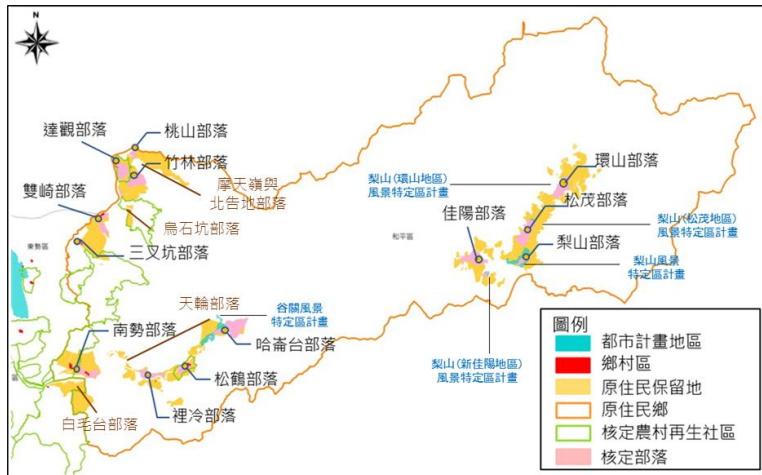 N
桃山部落
達觀部落
竹林部落
摩天嶺與
北告地部落
雙崎部落
烏石坑部落
東勢區
三叉坑部落
環山部落
梨山(環山地區)
風景特定區計畫
松茂部落
佳陽部落
梨山(松茂地區)
風景特定區計畫
和平區
梨山部落
梨山風景
特定區計畫
天輪部落
谷關風景
特定區計畫
南勢部落
哈崙台部落
梨山(新佳陽地區)
風景特定區計畫
松鶴部落
裡冷部落
白毛台部落
區
圖例
都市計畫地區
鄉村區
原住民保留地
原住民鄉
核定農村再生社區
核定部落